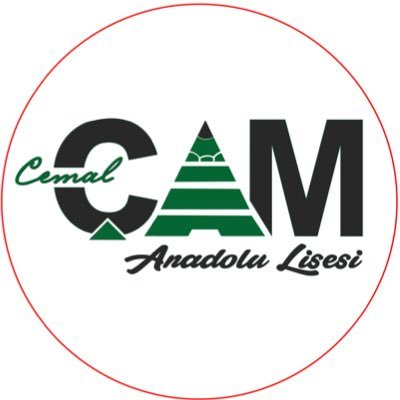 Cemal
ÇAM
Anadolu Lisesi